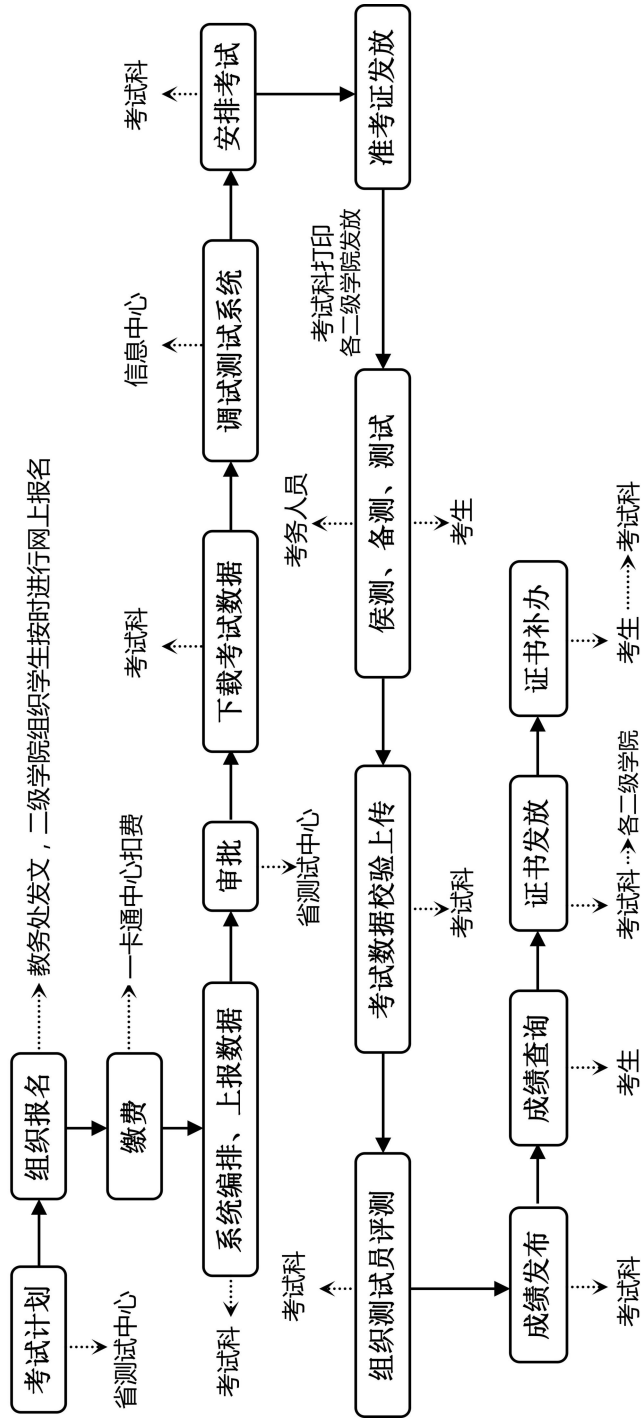 考试计划
省测试中心
组织报名
教务处发文，二级学院组织学生按时进行网上报名
缴费
一卡通中心扣费
系统编排、上报数据
考试科
审批
省测试中心
下载考试数据
考试科
调试测试系统
信息中心
安排考试
考试科
准考证发放
考试科打印
各二级学院发放
侯测、备测、测试
考务人员
考生
考试数据校验上传
考试科
组织测试员评测
考试科
成绩发布
考试科
成绩查询
考生
证书发放
考试科
各二级学院
证书补办
考生
考试科